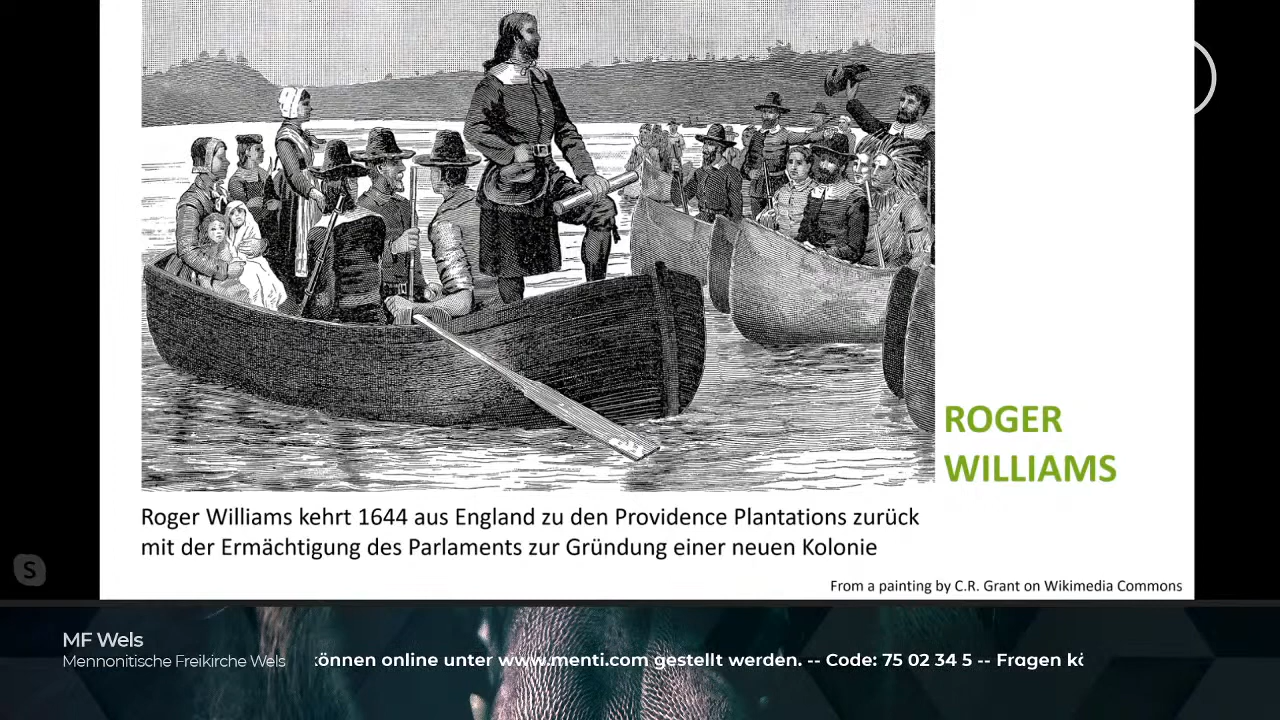 ROGER
WILLIAMS
Roger Williams kehrt 1644 aus England zu den Providence Plantations zurück
mit der Ermächtigung des Parlaments zur Gründung einer neuen Kolonie
From a painting by C.R. Grant on Wikimedia Commons
S
MF Wels
Mennonitische Freikirche Wels
können online unter www.menti.com gestellt werden. -- Code: 75 02 34 5 -- Fragen kö